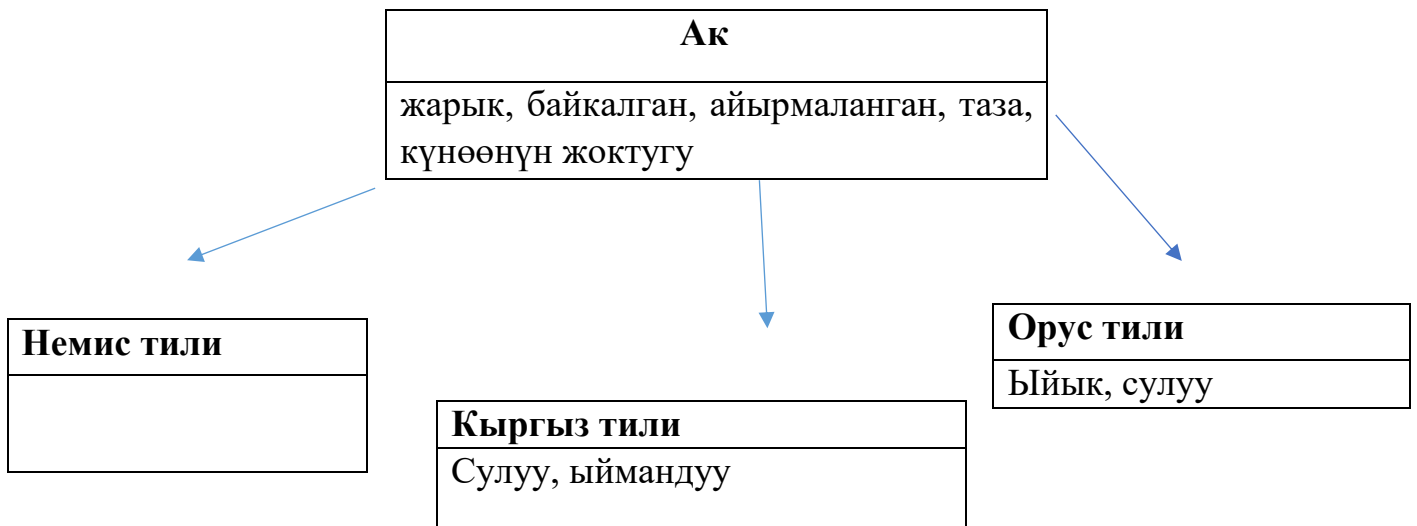 Ак
жарык, байкалган, айырмаланган, таза,
күнөөнүн жоктугу
Немис тили
Кыргыз тили
Сулуу, ыймандуу
Орус тили
Ыйык, сулуу